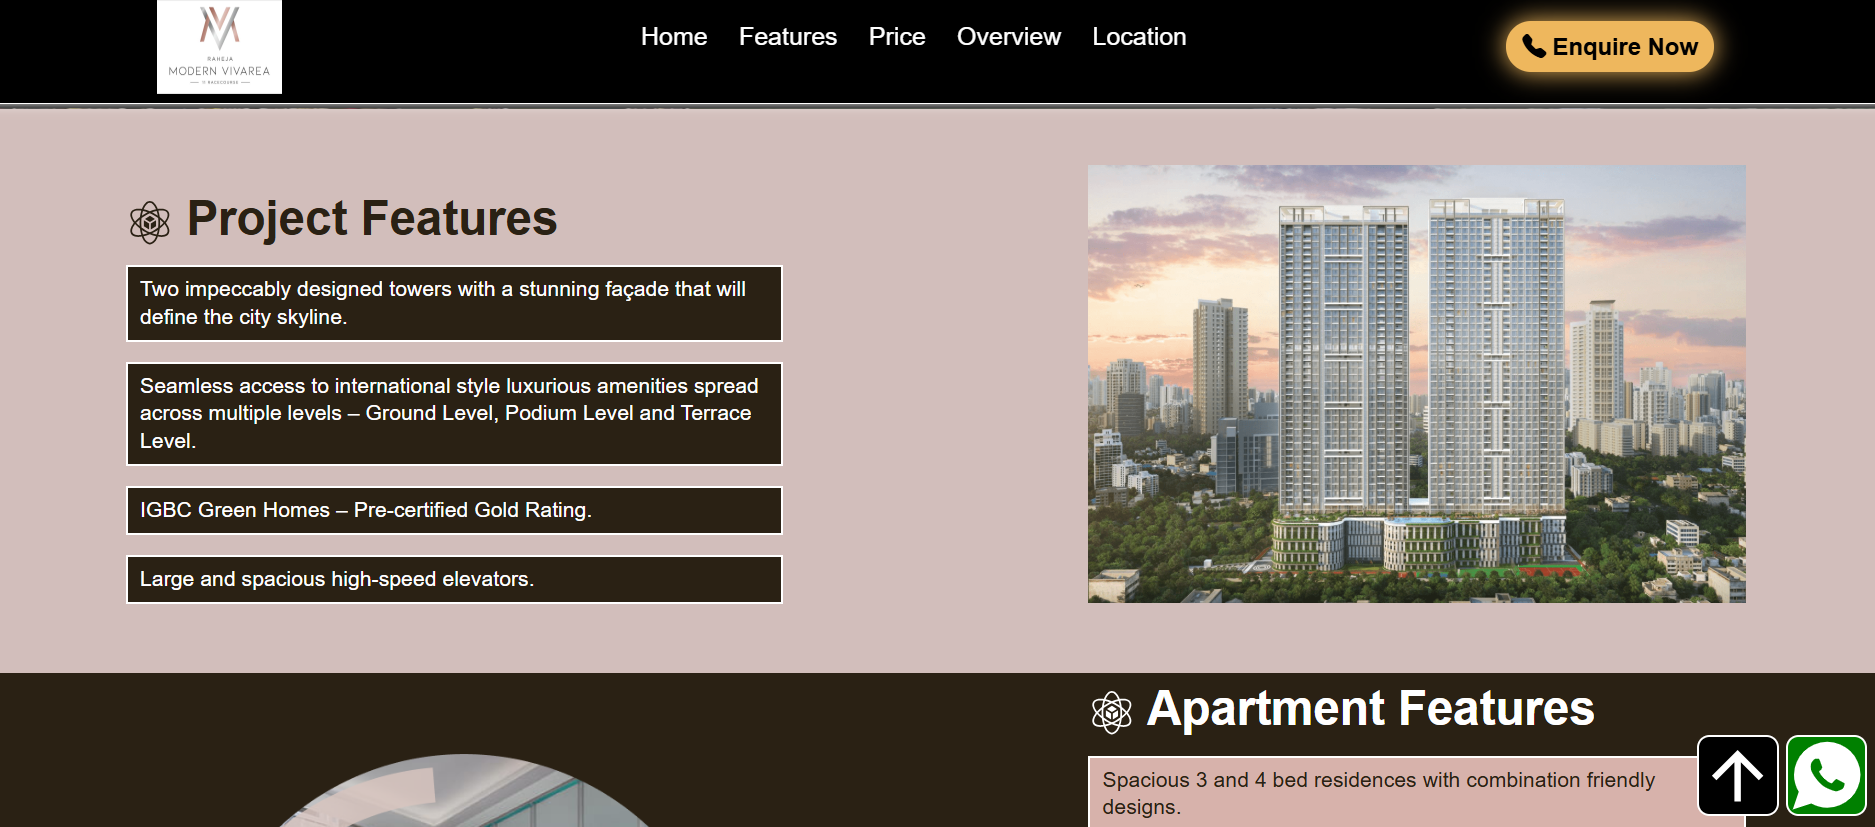 RAHEJA
MODERN VIVAREA
@ RACECOURSE
Home
Features
Price
Overview
Location
Enquire Now
Project Features
Two impeccably designed towers with a stunning façade that will
define the city skyline.
Seamless access to international style luxurious amenities spread
across multiple levels – Ground Level, Podium Level and Terrace
Level.
IGBC Green Homes – Pre-certified Gold Rating.
Large and spacious high-speed elevators.
Apartment Features
Spacious 3 and 4 bed residences with combination friendly
designs.